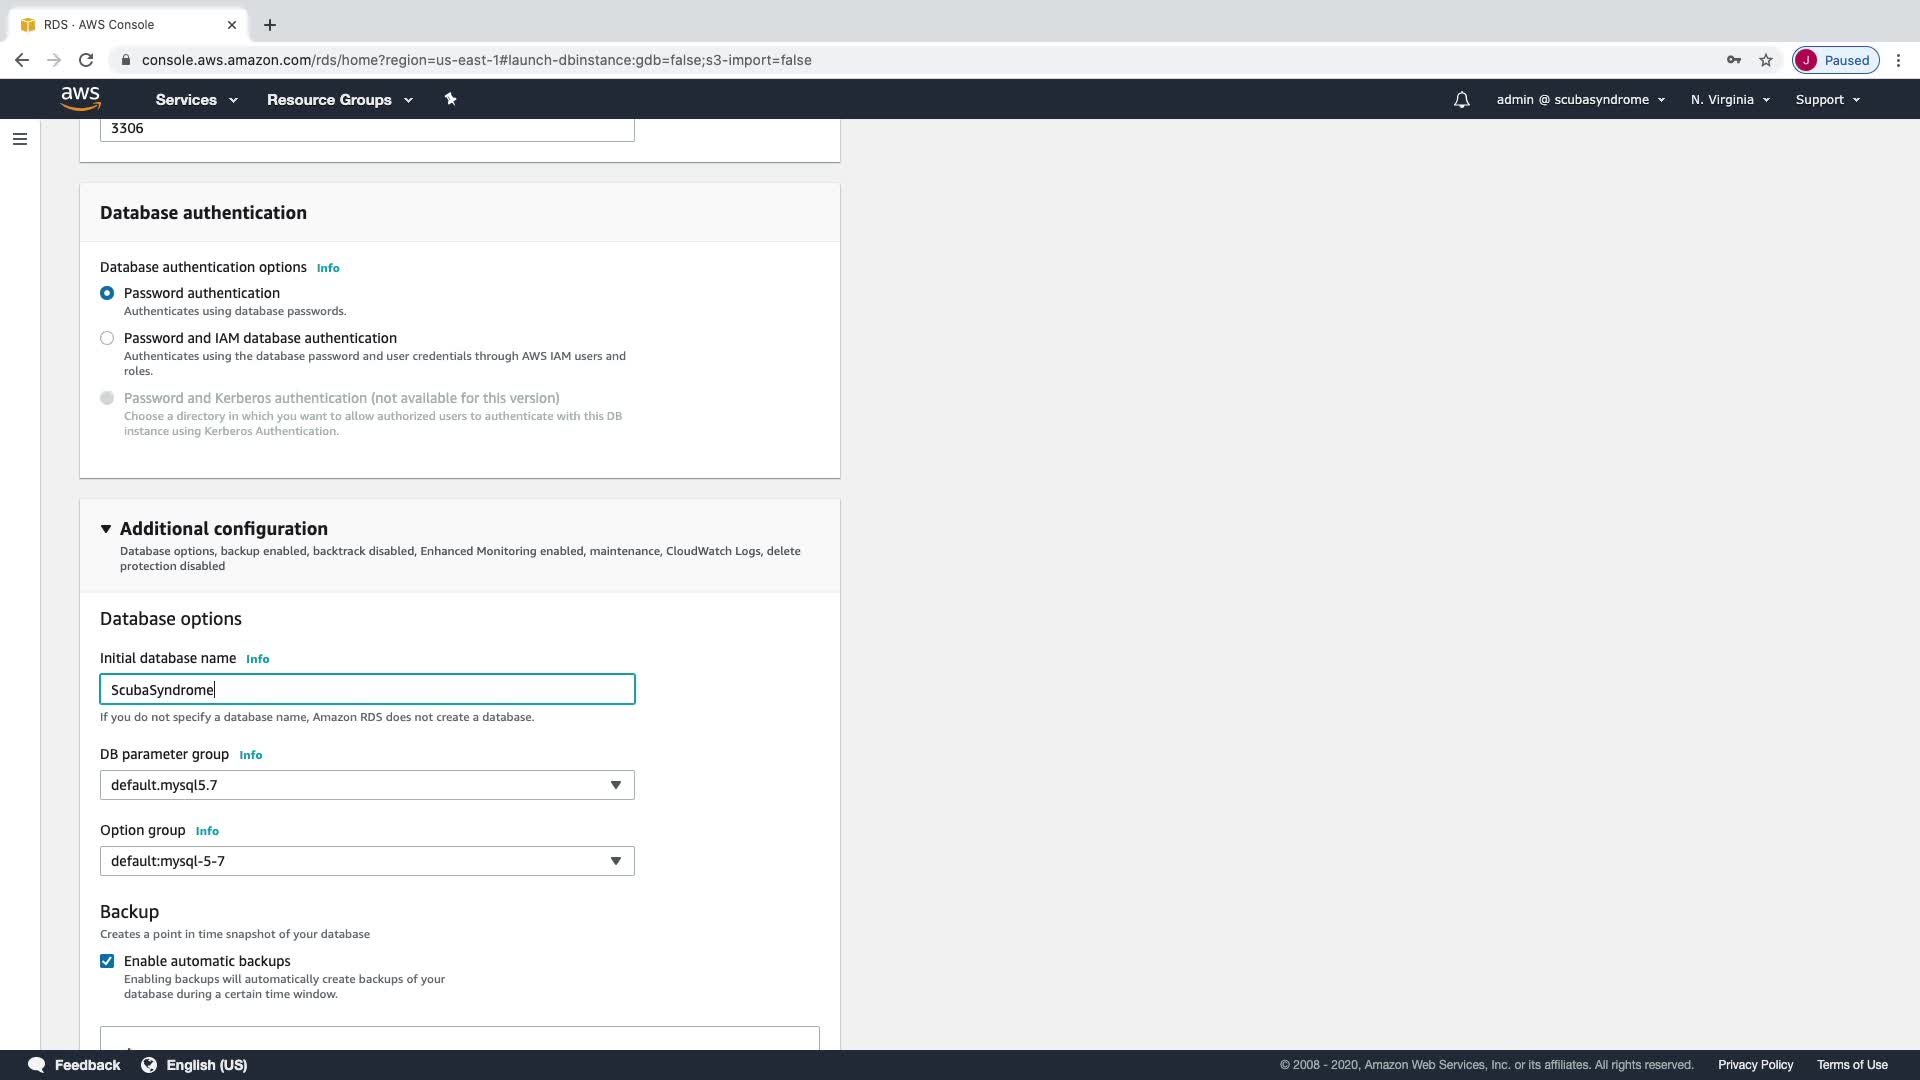 RDS · AWS Console
console.aws.amazon.com/rds/home?region=us-east-1#launch-dbinstance:gdb=false;s3-import=false
J Paused
aws
Services
Resource Groups
admin @ scubasyndrome
N. Virginia
Support
3306
Database authentication
Database authentication options Info
Password authentication
Authenticates using database passwords.
Password and IAM database authentication
Authenticates using the database password and user credentials through AWS IAM users and
roles.
Password and Kerberos authentication (not available for this version)
Choose a directory in which you want to allow authorized users to authenticate with this DB
instance using Kerberos Authentication.
Additional configuration
Database options, backup enabled, backtrack disabled, Enhanced Monitoring enabled, maintenance, CloudWatch Logs, delete
protection disabled
Database options
Initial database name Info
ScubaSyndrome
If you do not specify a database name, Amazon RDS does not create a database.
DB parameter group Info
default.mysql5.7
Option group Info
default:mysql-5-7
Backup
Creates a point in time snapshot of your database
Enable automatic backups
Enabling backups will automatically create backups of your
database during a certain time window.
Feedback
English (US)
© 2008 - 2020, Amazon Web Services, Inc. or its affiliates. All rights reserved.
Privacy Policy
Terms of Use